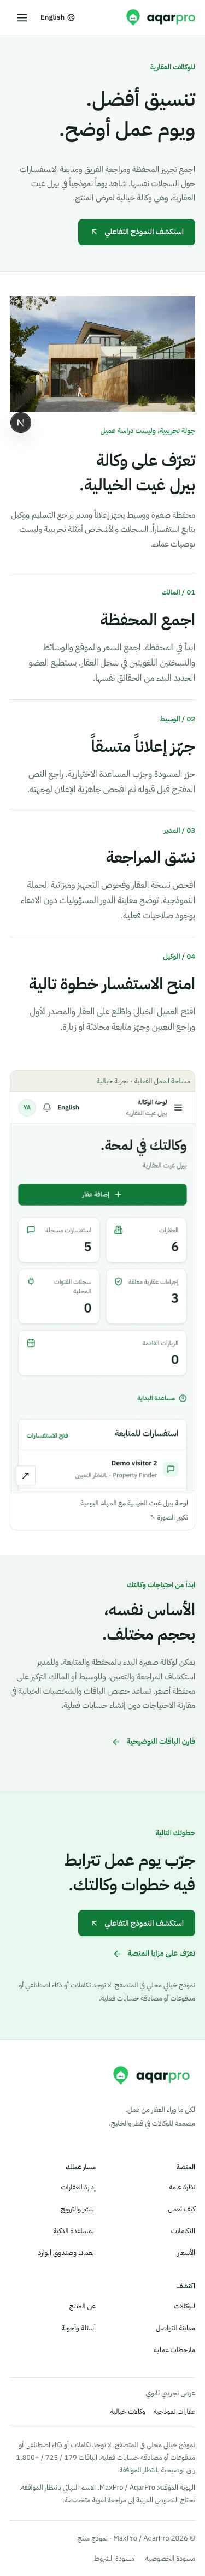 English
aqarpro
للوكالات العقارية
تنسيق أفضل.
ويوم عمل أوضح.
اجمع تجهيز المحفظة ومراجعة الفريق ومتابعة الاستفسارات
حول السجلات نفسها. شاهد يوماً نموذجياً في بيرل غيت
العقارية، وهي وكالة خيالية لعرض المنتج.
استكشف النموذج التفاعلي
N
جولة تجريبية، وليست دراسة عميل
تعرّف على وكالة
بيرل غيت الخيالية.
محفظة صغيرة ووسيط يجهز إعلاناً ومدير يراجع التسليم ووكيل
يتابع استفساراً. السجلات والأشخاص أمثلة تجريبية وليست
توصيات عملاء.
01 / المالك
اجمع المحفظة
ابدأ في المحفظة. اجمع السعر والموقع والوسائط
والنسختين اللغويتين في سجل العقار. يستطيع العضو
الجديد البدء من الحقائق نفسها.
02 / الوسيط
جهّز إعلاناً متسقاً
حرّر المسودة وجرّب المساعدة الاختيارية. راجع النص
المقترح قبل قبوله ثم افحص جاهزية الإعلان لوجهته.
03 / المدير
نسّق المراجعة
افحص نسخة العقار وفحوص التجهيز وميزانية الحملة
النموذجية. توضح معاينة الدور المسؤوليات دون الادعاء
بوجود صلاحيات فعلية.
04 / الوكيل
امنح الاستفسار خطوة تالية
أنشئ استفساراً خيالياً واطّلع على العقار والمصدر الأول
وراجع التعيين وجهّز متابعة محادثة أو زيارة.
مساحة العمل الفعلية · تجربة خيالية
لوحة الوكالة
بيرل غيت العقارية
English
YA
وكالتك في لمحة.
بيرل غيت العقارية
إضافة عقار
العقارات
6
استفسارات مسجلة
5
إجراءات عقارية معلقة
3
سجلات القنوات
المحلية
0
الزيارات القادمة
0
مساعدة البداية
استفسارات للمتابعة
فتح الاستفسارات
Demo visitor 2
Property Finder · بانتظار التعيين
لوحة بيرل غيت الخيالية مع المهام اليومية
تكبير الصورة
ابدأ من احتياجات وكالتك
الأساس نفسه،
بحجم مختلف.
يمكن لوكالة صغيرة البدء بالمحفظة والمتابعة، وللمدير
استكشاف المراجعة والتعيين، وللوسيط أو المالك التركيز على
محفظة أصغر. تساعد حصص الباقات والشخصيات الخيالية في
مقارنة الاحتياجات دون إنشاء حسابات فعلية.
قارن الباقات التوضيحية
خطوتك التالية
جرّب يوم عمل تترابط
فيه خطوات وكالتك.
استكشف النموذج التفاعلي
تعرّف على مزايا المنصة
نموذج خيالي محلي في المتصفح. لا توجد تكاملات أو ذكاء اصطناعي أو
مدفوعات أو مصادقة حسابات فعلية.
aqarpro
لكل ما وراء العقار من عمل.
مصممة للوكالات في قطر والخليج.
المنصة
نظرة عامة
كيف تعمل
التكاملات
الأسعار
مسار عملك
إدارة العقارات
النشر والترويج
المساعدة الذكية
العملاء وصندوق الوارد
اكتشف
للوكالات
معاينة التواصل
ملاحظات عملية
عن المنتج
أسئلة وأجوبة
عرض تجريبي ثانوي
عقارات نموذجية
وكالات خيالية
نموذج خيالي محلي في المتصفح. لا توجد تكاملات أو ذكاء اصطناعي أو
مدفوعات أو مصادقة حسابات فعلية. الباقات 179 / 725 / +1,800
ر.ق توضيحية بانتظار الموافقة.
الهوية المؤقتة: MaxPro / AqarPro. الاسم النهائي بانتظار الموافقة.
تحتاج النصوص العربية إلى مراجعة لغوية متخصصة.
© 2026 MaxPro / AqarPro · نموذج منتج
مسودة الخصوصية
مسودة الشروط